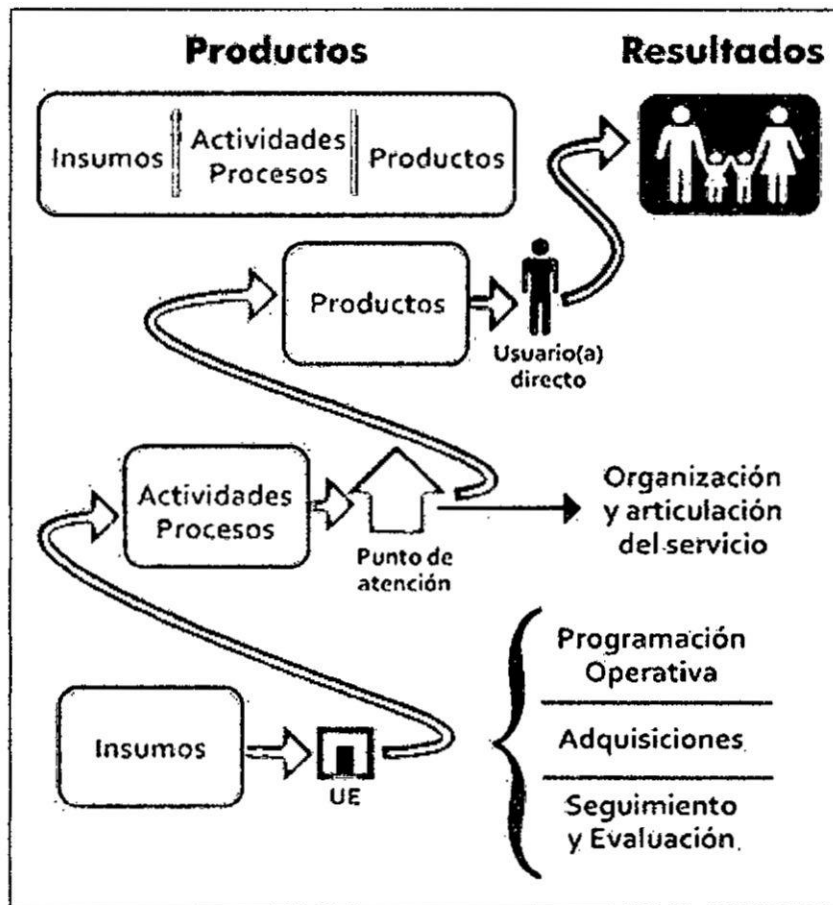 Productos
Resultados
Insumos
Actividades
Procesos
Productos
Productos
Usuario(a)
directo
Actividades
Procesos
Punto de
atención
Organización
y articulación
del servicio
Insumos
UE
Programación
Operativa
Adquisiciones
Seguimiento
y Evaluación